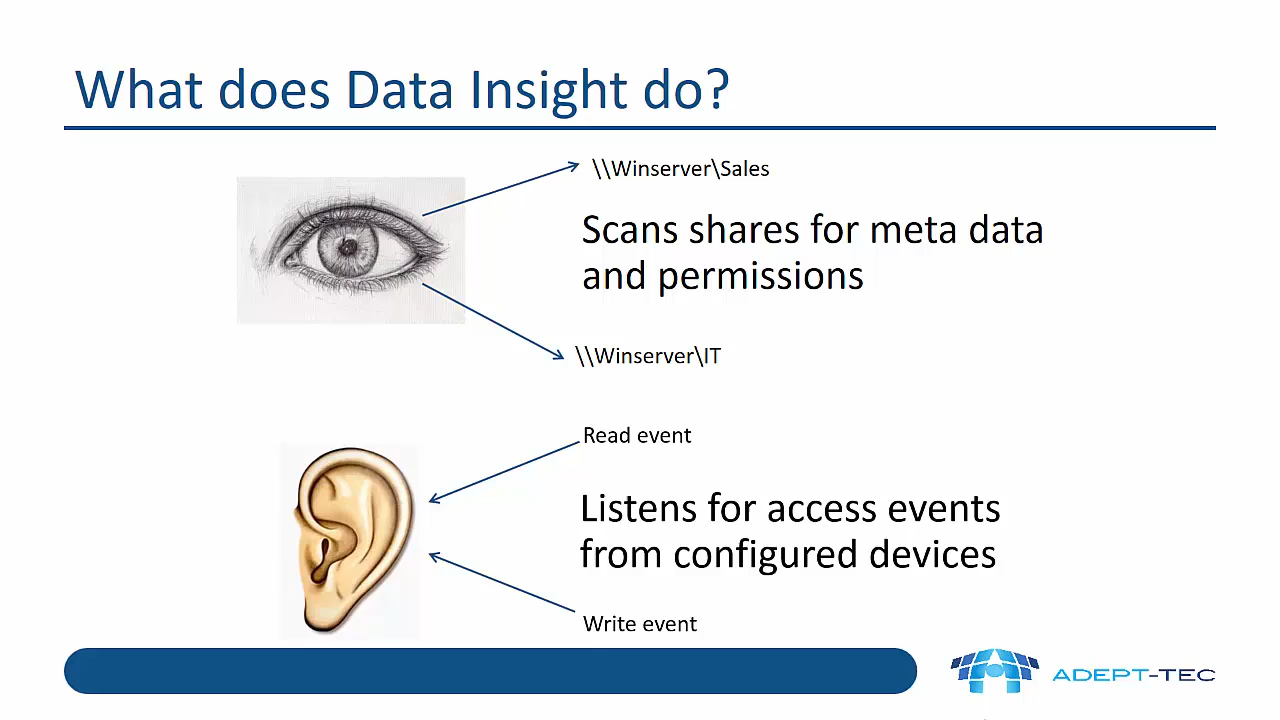 What does Data Insight do?
\\Winserver\Sales
Scans shares for meta data
and permissions
\\Winserver\IT
Read event
Listens for access events
from configured devices
Write event
ADEPT-TEC